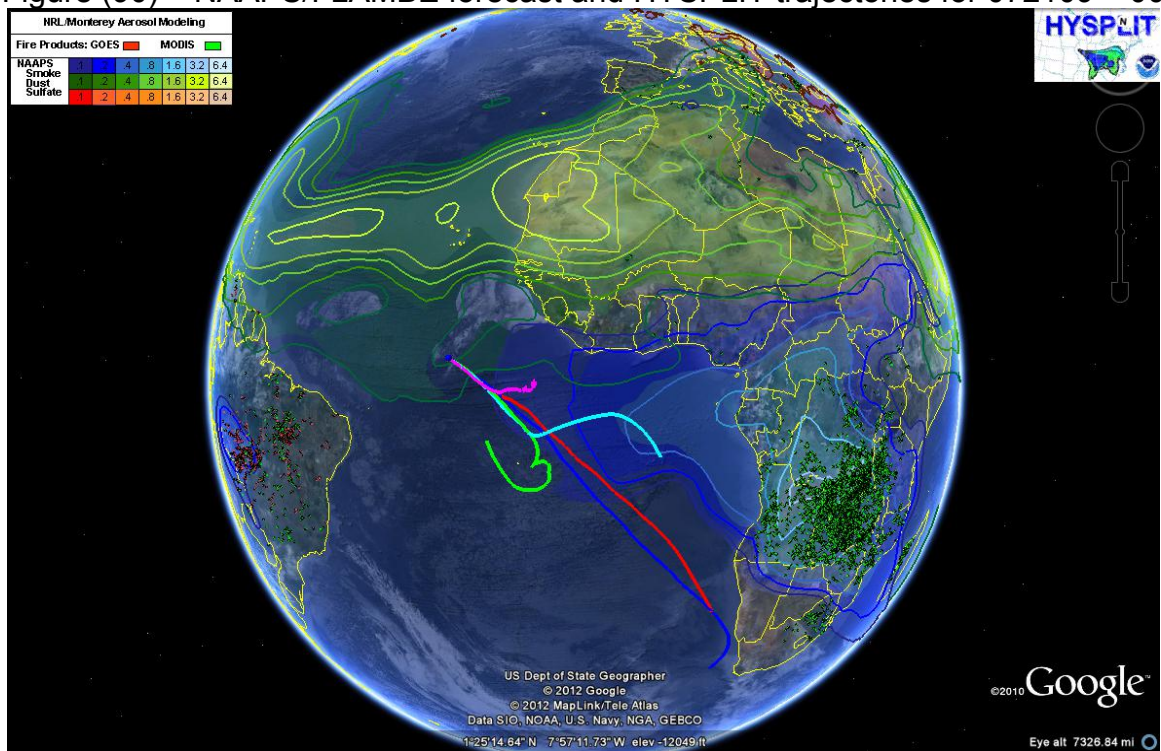 NRL/Monterey Aerosol Modeling
Fire Products: GOES MODIS
NAAPS
Smoke .1 .2 .4 .8 1.6 3.2 6.4
Dust .1 .2 .4 .8 1.6 3.2 6.4
Sulfate .1 .2 .4 .8 1.6 3.2 6.4
HYSPLIT
US Dept of State Geographer
© 2012 Google
© 2012 MapLink/Tele Atlas
Data SIO, NOAA, U.S. Navy, NGA, GEBCO
1°25'14.64" N 7°57'11.73" W elev -12049 ft
©2010 Google™
Eye alt 7326.84 mi